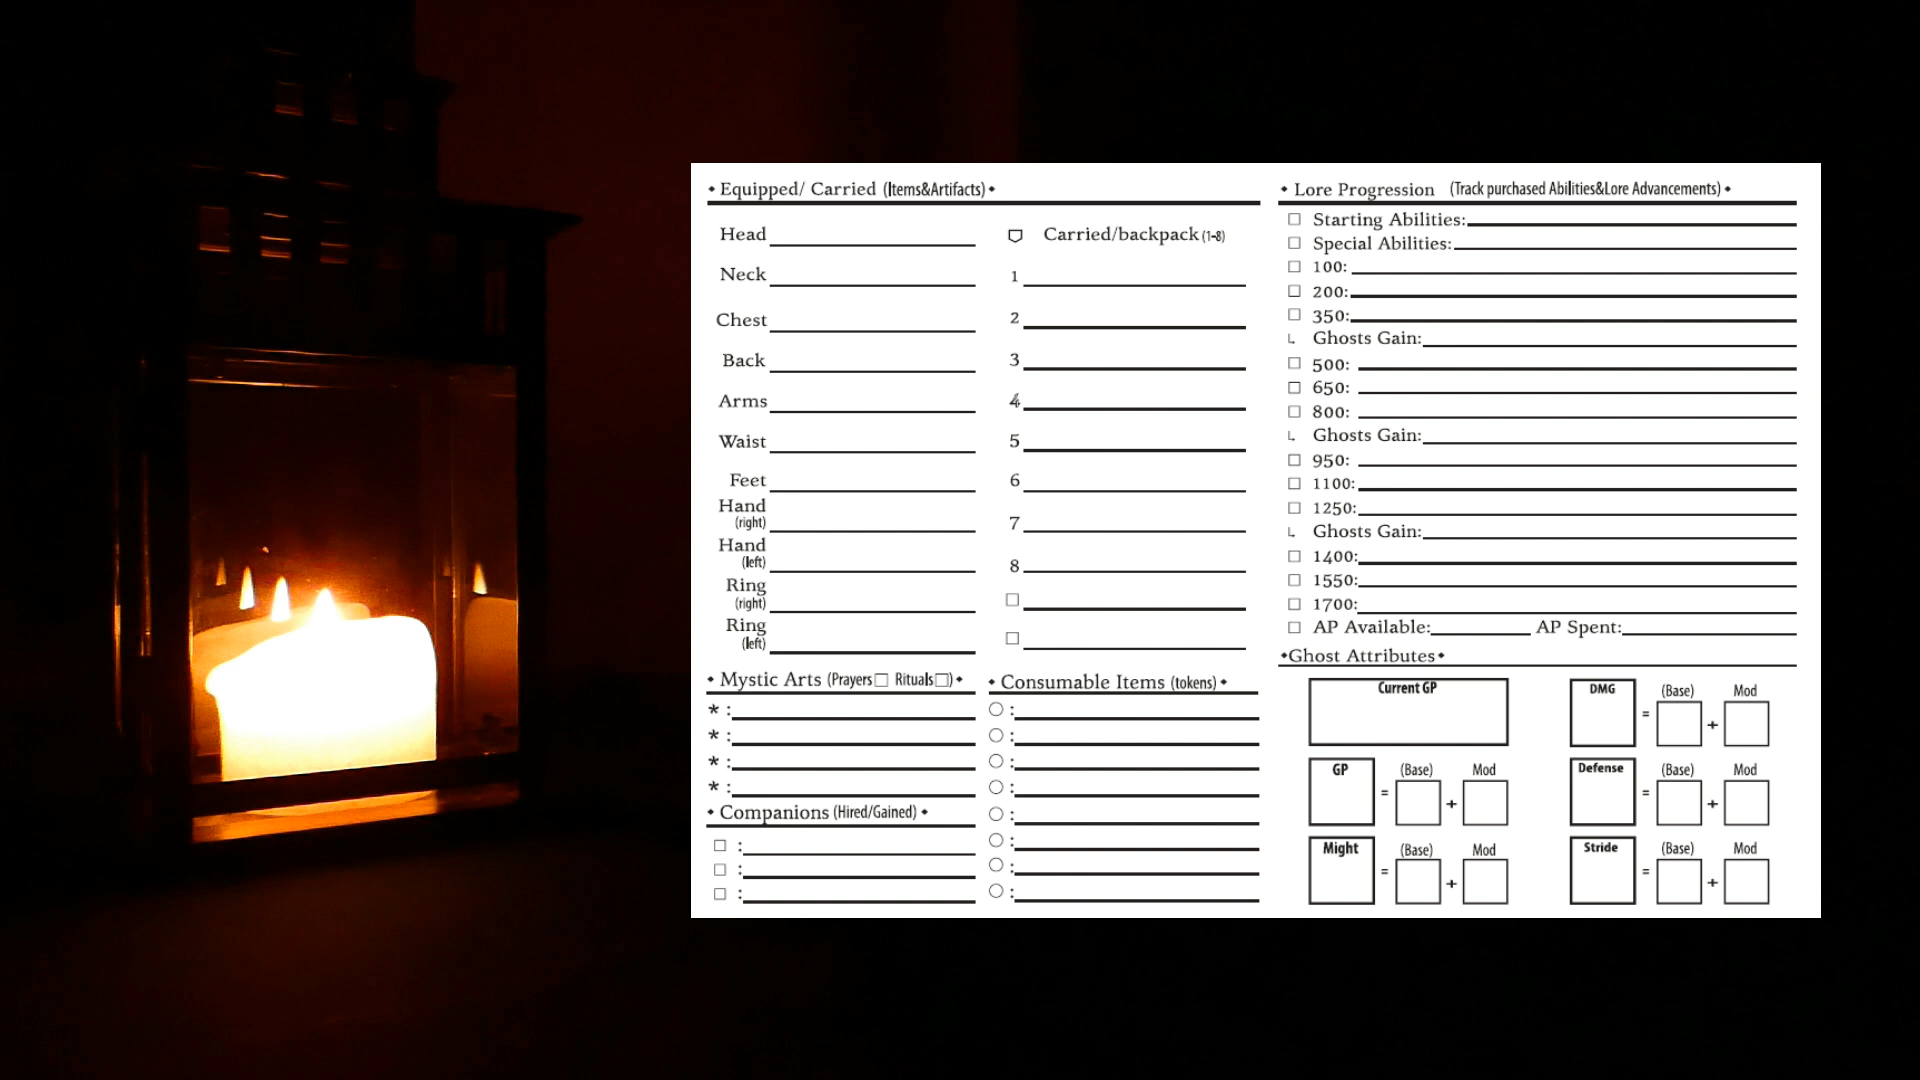 • Equipped/ Carried (Items&Artifacts) •
Head
Neck
Chest
Back
Arms
Waist
Feet
Hand
(right)
Hand
(left)
Ring
(right)
Ring
(left)
Carried/backpack (1-8)
1
2
3
4
5
6
7
8
• Mystic Arts (Prayers□ Rituals□) •
* :
* :
* :
* :
• Companions (Hired/Gained) •
□ :
□ :
□ :
• Consumable Items (tokens) •
○ :
○ :
○ :
○ :
○ :
○ :
○ :
○ :
• Lore Progression (Track purchased Abilities&Lore Advancements) •
□ Starting Abilities:
□ Special Abilities:
□ 100:
□ 200:
□ 350:
Ghosts Gain:
□ 500:
□ 650:
□ 800:
Ghosts Gain:
□ 950:
□ 1100:
□ 1250:
Ghosts Gain:
□ 1400:
□ 1550:
□ 1700:
□ AP Available: AP Spent:
•Ghost Attributes•
Current GP
DMG = (Base) + Mod
GP = (Base) + Mod
Defense = (Base) + Mod
Might = (Base) + Mod
Stride = (Base) + Mod